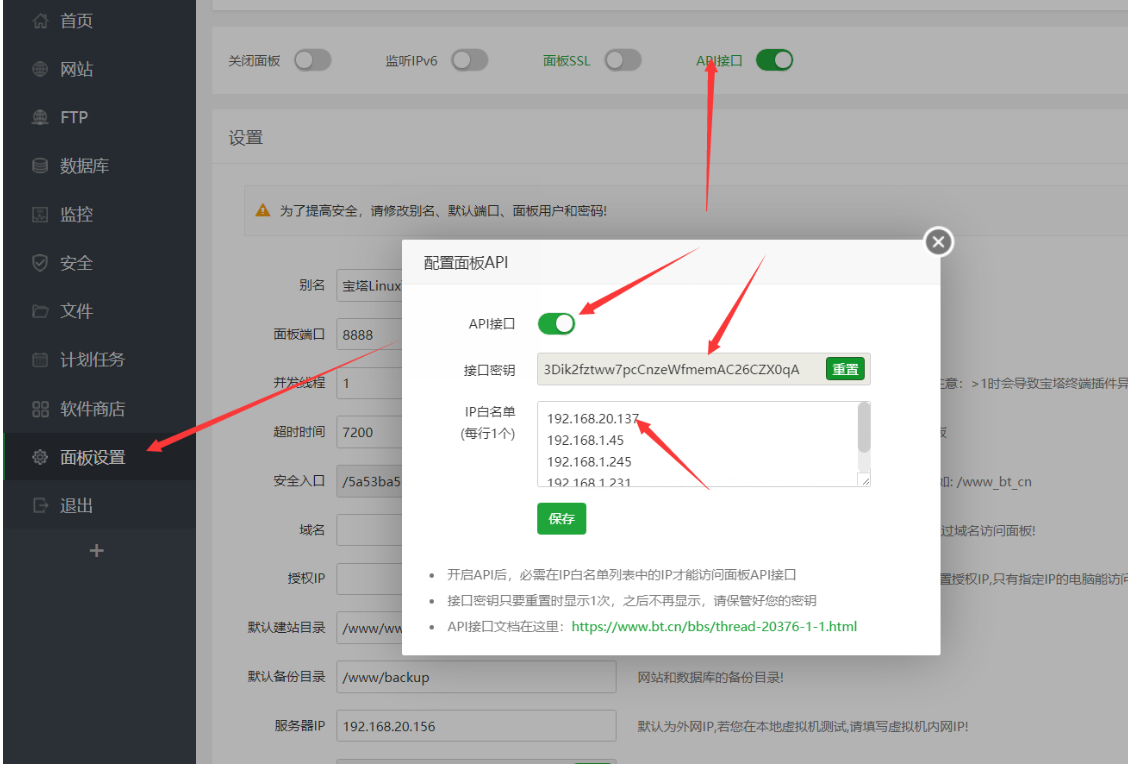 首页
网站
FTP
数据库
监控
安全
文件
计划任务
软件商店
面板设置
退出
关闭面板 监听IPv6 面板SSL API接口
设置
为了提高安全，请修改别名、默认端口、面板用户和密码!
别名 宝塔Linux
面板端口 8888
并发线程 1 意：>1时会导致宝塔终端插件异
超时时间 7200 板
安全入口 /5a53ba5 如: /www_bt_cn
域名 过域名访问面板!
授权IP 置授权IP,只有指定IP的电脑能访问
默认建站目录 /www/ww
默认备份目录 /www/backup 网站和数据库的备份目录!
服务器IP 192.168.20.156 默认为外网IP,若您在本地虚拟机测试,请填写虚拟机内网IP!
配置面板API
API接口
接口密钥 3Dik2fztww7pcCnzeWfmemAC26CZX0qA 重置
IP白名单
(每行1个)
192.168.20.137
192.168.1.45
192.168.1.245
192.168.1.231
保存
开启API后，必需在IP白名单列表中的IP才能访问面板API接口
接口密钥只要重置时显示1次，之后不再显示，请保管好您的密钥
API接口文档在这里：https://www.bt.cn/bbs/thread-20376-1-1.html